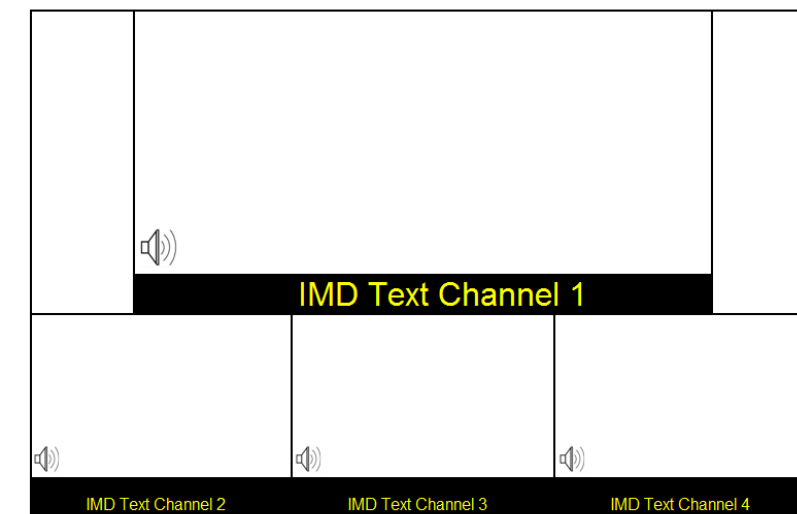 IMD Text Channel 1
IMD Text Channel 2
IMD Text Channel 3
IMD Text Channel 4